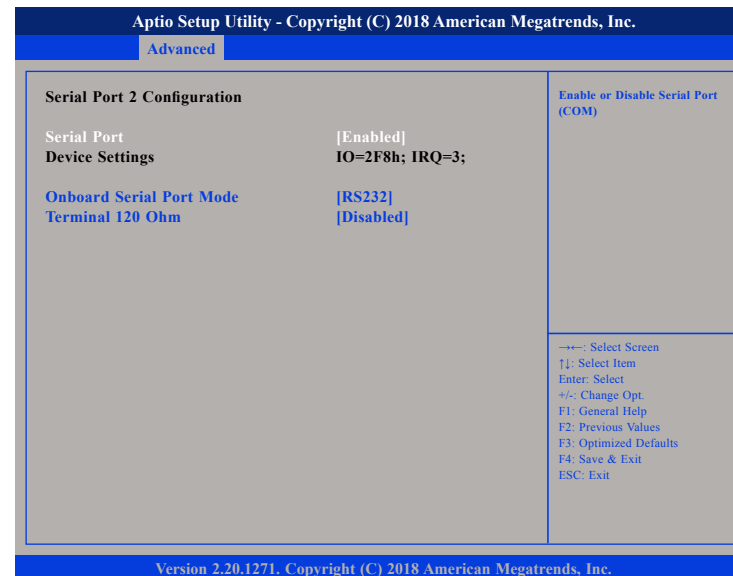 Aptio Setup Utility - Copyright (C) 2018 American Megatrends, Inc.
Advanced
Serial Port 2 Configuration
Serial Port [Enabled]
Device Settings IO=2F8h; IRQ=3;
Onboard Serial Port Mode [RS232]
Terminal 120 Ohm [Disabled]
Enable or Disable Serial Port
(COM)
→←: Select Screen
↑↓: Select Item
Enter: Select
+/-: Change Opt.
F1: General Help
F2: Previous Values
F3: Optimized Defaults
F4: Save & Exit
ESC: Exit
Version 2.20.1271. Copyright (C) 2018 American Megatrends, Inc.